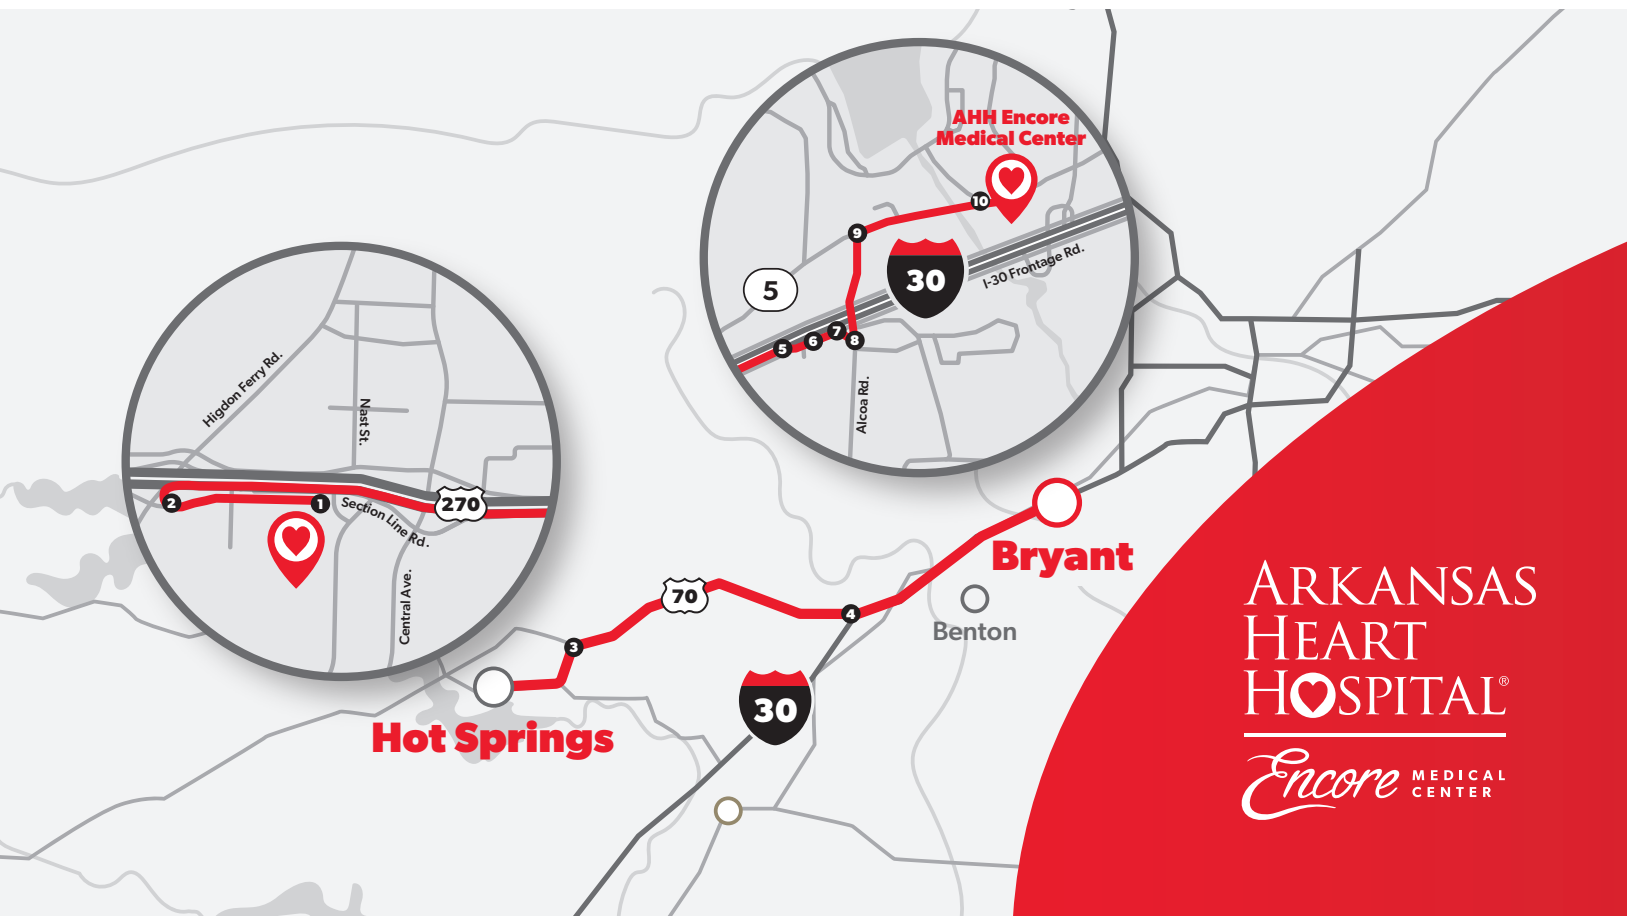 AHH Encore
Medical Center
10
9
30
I-30 Frontage Rd.
5
7
6
5
8
Alcoa Rd.
Higdon Ferry Rd.
Nast St.
2
1
Section Line Rd.
270
Central Ave.
Bryant
70
4
Benton
3
30
Hot Springs
ARKANSAS
HEART
HOSPITAL®
Encore MEDICAL
CENTER